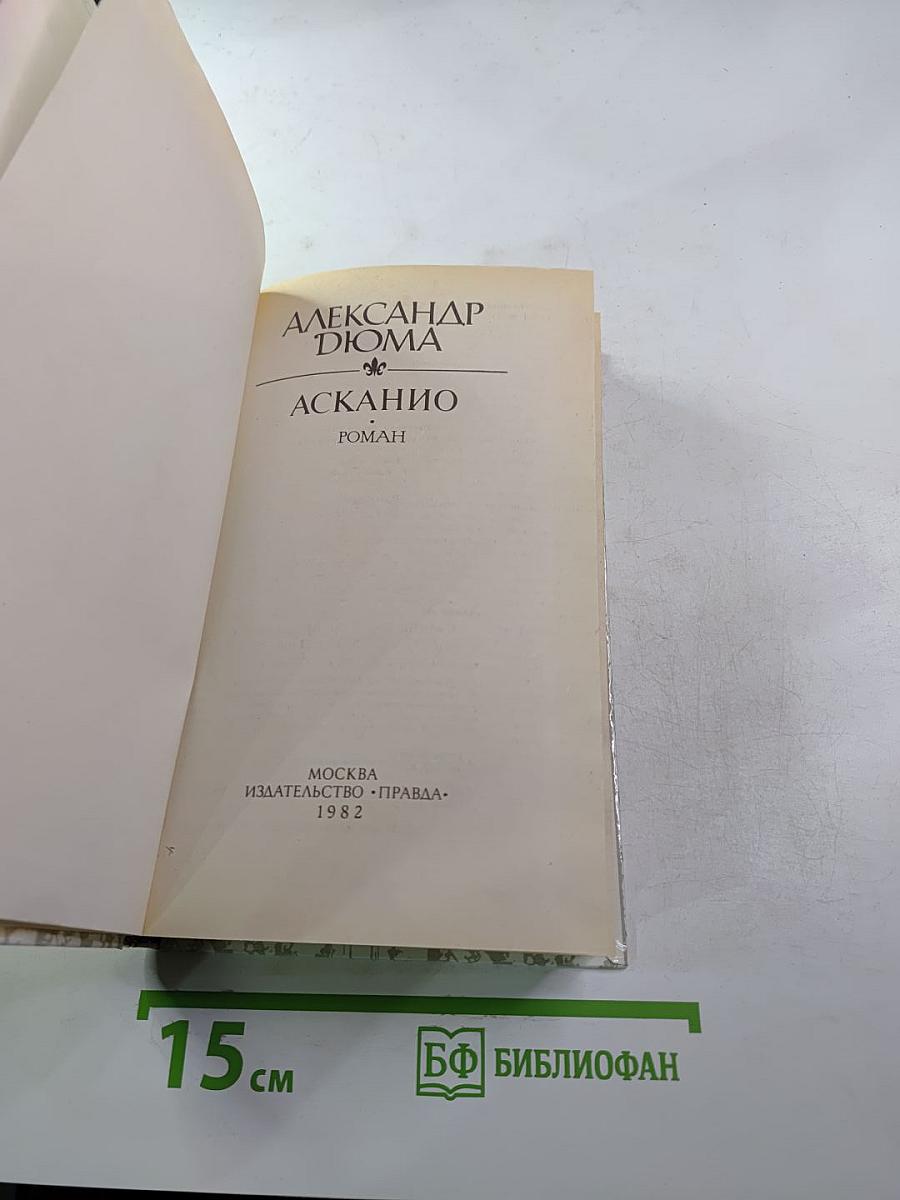 АЛЕКСАНДР
ДЮМА
АСКАНИО
РОМАН
МОСКВА
ИЗДАТЕЛЬСТВО •ПРАВДА•
1982
15 см
БФ БИБЛИОФАН